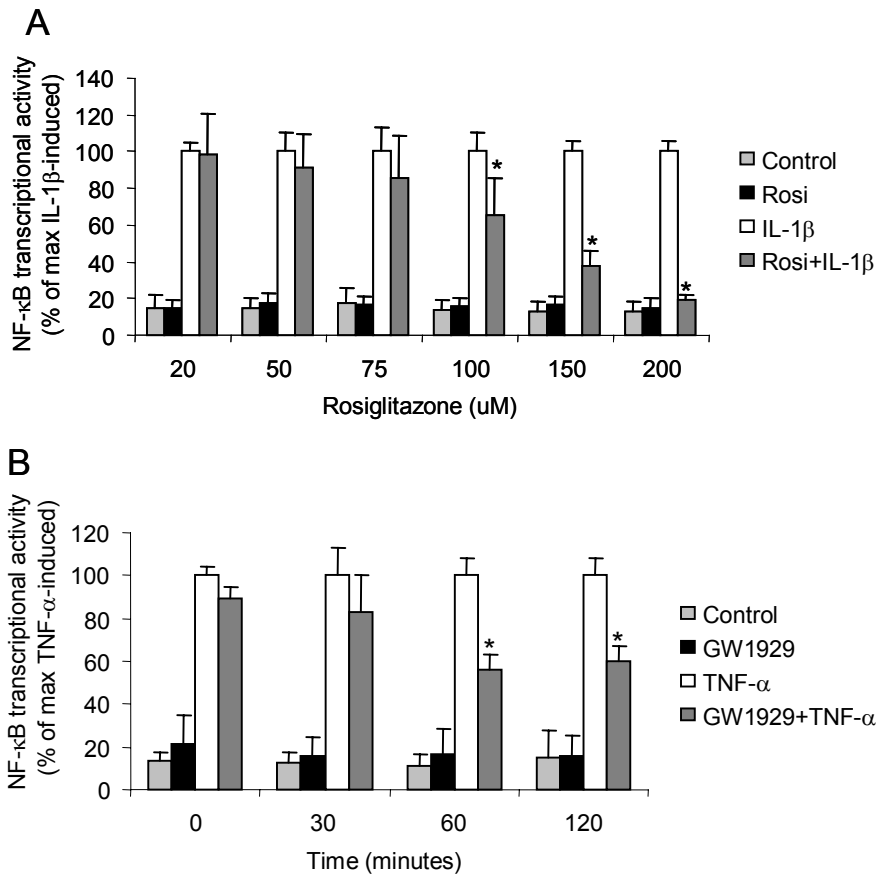 A
NF-κB transcriptional activity
(% of max IL-1β-induced)
140
120
100
80
60
40
20
0
* * *
20 50 75 100 150 200
Rosiglitazone (uM)
Control
Rosi
IL-1β
Rosi+IL-1β
B
NF-κB transcriptional activity
(% of max TNF-α-induced)
120
100
80
60
40
20
0
* *
0 30 60 120
Time (minutes)
Control
GW1929
TNF-α
GW1929+TNF-α